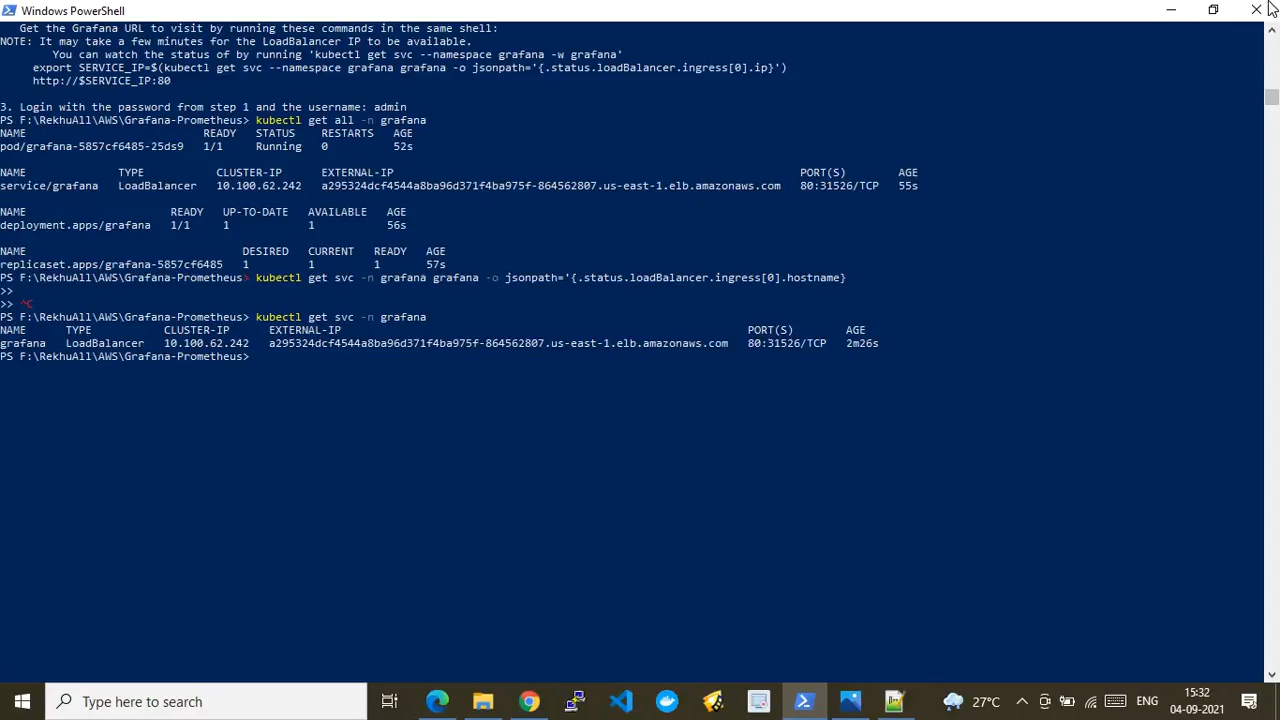 Windows PowerShell
Get the Grafana URL to visit by running these commands in the same shell:
NOTE: It may take a few minutes for the LoadBalancer IP to be available.
You can watch the status of by running 'kubectl get svc --namespace grafana -w grafana'
export SERVICE_IP=$(kubectl get svc --namespace grafana grafana -o jsonpath='{.status.loadBalancer.ingress[0].ip}')
http://$SERVICE_IP:80
3. Login with the password from step 1 and the username: admin
PS F:\RekhuAll\AWS\Grafana-Prometheus> kubectl get all -n grafana
NAME READY STATUS RESTARTS AGE
pod/grafana-5857cf6485-25ds9 1/1 Running 0 52s
NAME TYPE CLUSTER-IP EXTERNAL-IP PORT(S) AGE
service/grafana LoadBalancer 10.100.62.242 a295324dcf4544a8ba96d371f4ba975f-864562807.us-east-1.elb.amazonaws.com 80:31526/TCP 55s
NAME READY UP-TO-DATE AVAILABLE AGE
deployment.apps/grafana 1/1 1 1 56s
NAME DESIRED CURRENT READY AGE
replicaset.apps/grafana-5857cf6485 1 1 1 57s
PS F:\RekhuAll\AWS\Grafana-Prometheus> kubectl get svc -n grafana grafana -o jsonpath='{.status.loadBalancer.ingress[0].hostname}
>>
>> ^C
PS F:\RekhuAll\AWS\Grafana-Prometheus> kubectl get svc -n grafana
NAME TYPE CLUSTER-IP EXTERNAL-IP PORT(S) AGE
grafana LoadBalancer 10.100.62.242 a295324dcf4544a8ba96d371f4ba975f-864562807.us-east-1.elb.amazonaws.com 80:31526/TCP 2m26s
PS F:\RekhuAll\AWS\Grafana-Prometheus>
Type here to search
27°C
ENG
15:32
04-09-2021